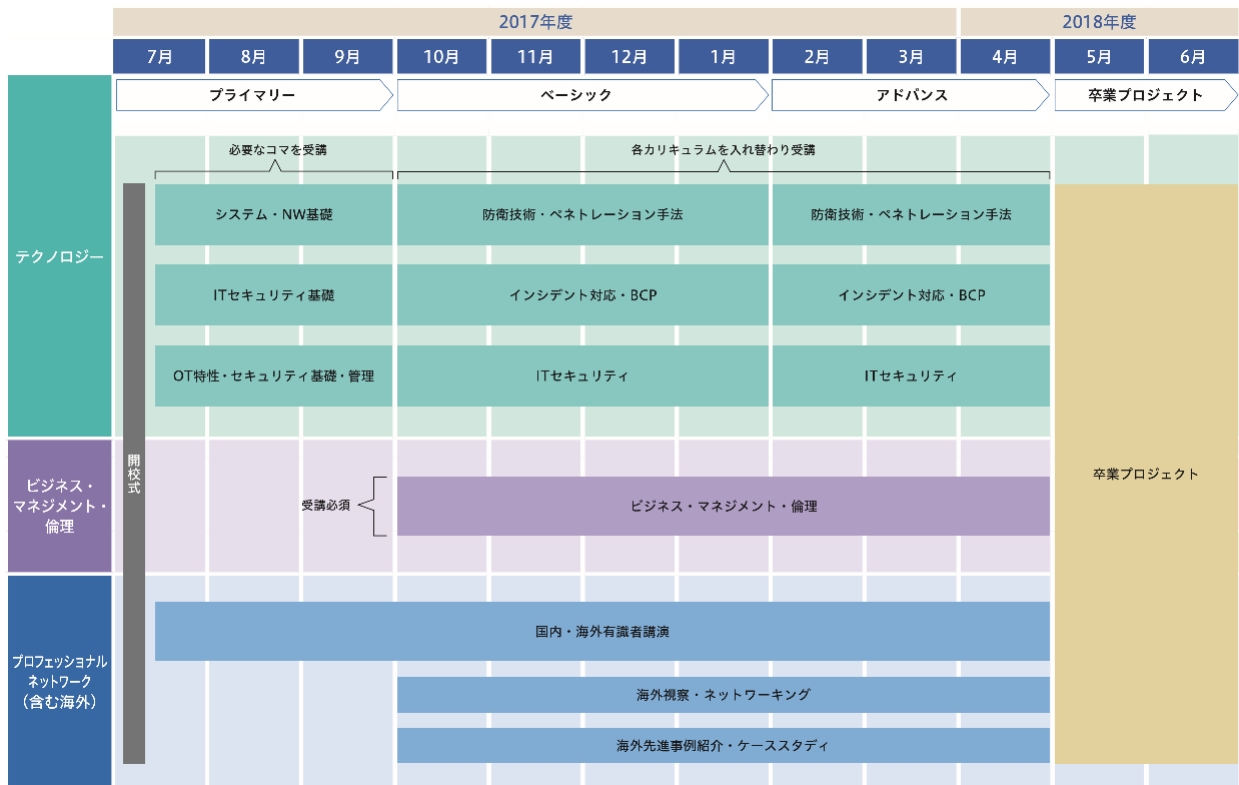 2017年度
2018年度
7月
8月
9月
10月
11月
12月
1月
2月
3月
4月
5月
6月
プライマリー
ベーシック
アドバンス
卒業プロジェクト
テクノロジー
必要なコマを受講
各カリキュラムを入れ替わり受講
システム・NW基礎
防衛技術・ペネトレーション手法
防衛技術・ペネトレーション手法
ITセキュリティ基礎
インシデント対応・BCP
インシデント対応・BCP
OT特性・セキュリティ基礎・管理
ITセキュリティ
ITセキュリティ
開校式
卒業プロジェクト
ビジネス・
マネジメント・
倫理
受講必須
ビジネス・マネジメント・倫理
プロフェッショナル
ネットワーク
（含む海外）
国内・海外有識者講演
海外視察・ネットワーキング
海外先進事例紹介・ケーススタディ